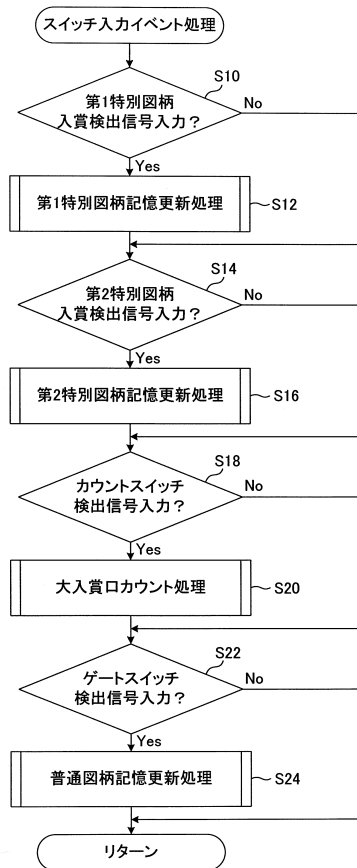 スイッチ入力イベント処理
S10
第1特別図柄
入賞検出信号入力？
No
Yes
第1特別図柄記憶更新処理
S12
S14
第2特別図柄
入賞検出信号入力？
No
Yes
第2特別図柄記憶更新処理
S16
S18
カウントスイッチ
検出信号入力？
No
Yes
大入賞口カウント処理
S20
S22
ゲートスイッチ
検出信号入力？
No
Yes
普通図柄記憶更新処理
S24
リターン